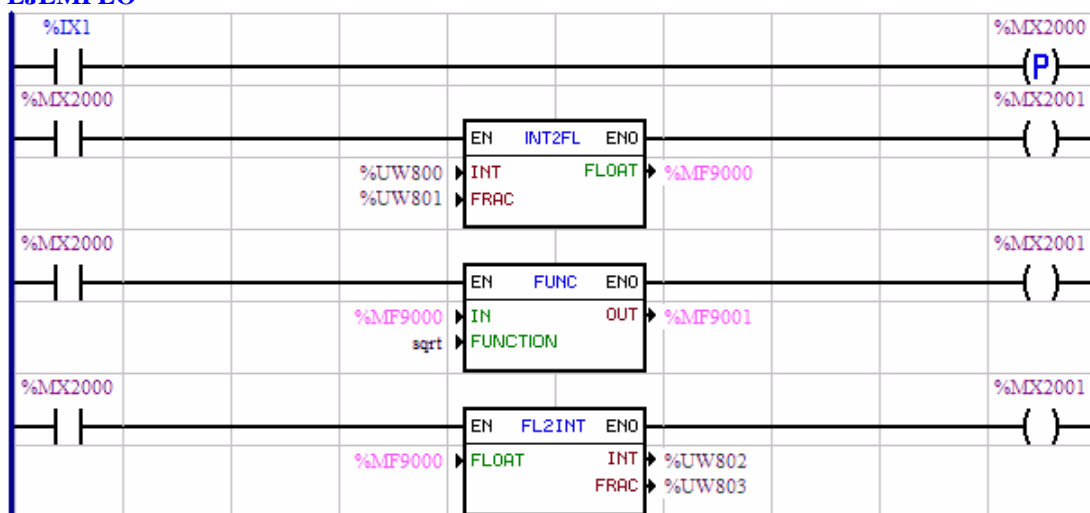 EJEMPLO
%IX1 %MX2000
(P)
%MX2000 %MX2001
EN INT2FL ENO
%UW800 INT FLOAT %MF9000
%UW801 FRAC
%MX2000 %MX2001
EN FUNC ENO
%MF9000 IN OUT %MF9001
sqrt FUNCTION
%MX2000 %MX2001
EN FL2INT ENO
%MF9000 FLOAT INT %UW802
FRAC %UW803